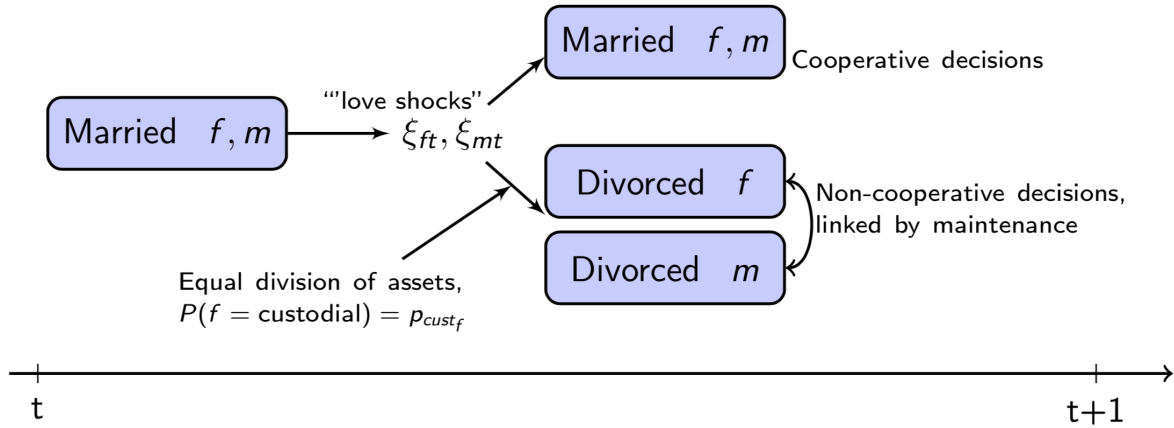 Married f, m
Cooperative decisions
“‘”love shocks”
Married f, m
ξft, ξmt
Divorced f
Non-cooperative decisions,
linked by maintenance
Divorced m
Equal division of assets,
P(f = custodial) = pcustf
t
t+1